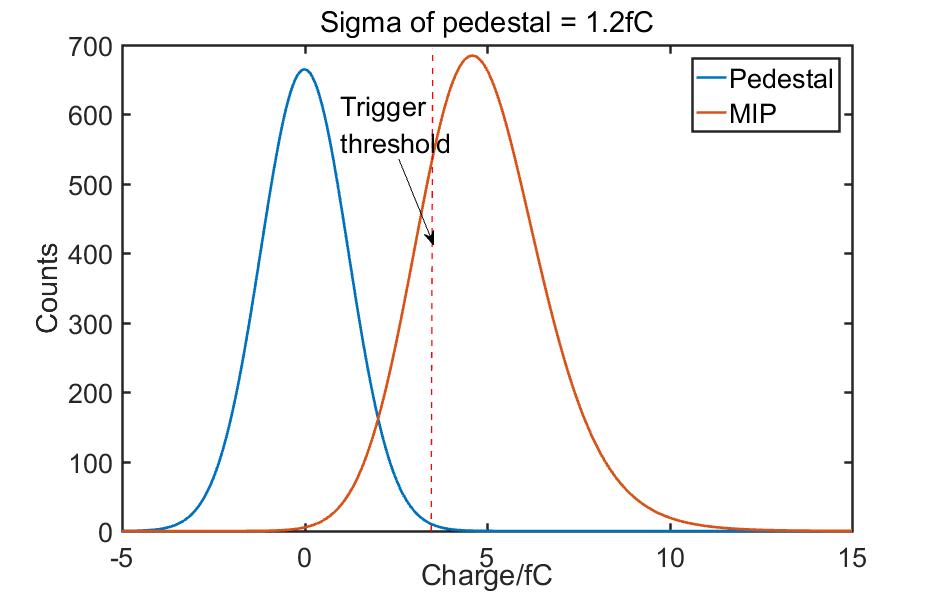 Sigma of pedestal = 1.2fC
700
600
500
400
300
200
100
0
Counts
Trigger
threshold
Pedestal
MIP
-5
0
5
10
15
Charge/fC